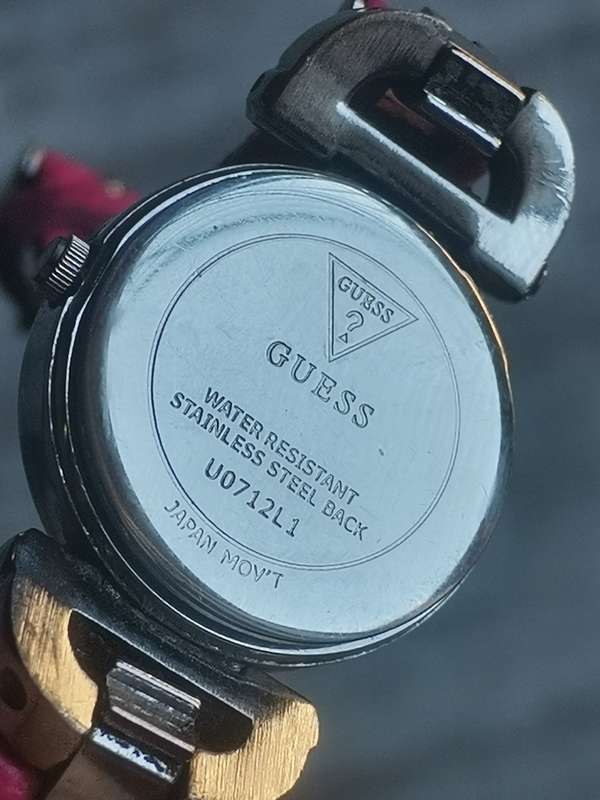 GUESS
?
GUESS
WATER RESISTANT
STAINLESS STEEL BACK
U0712L1
JAPAN MOV'T